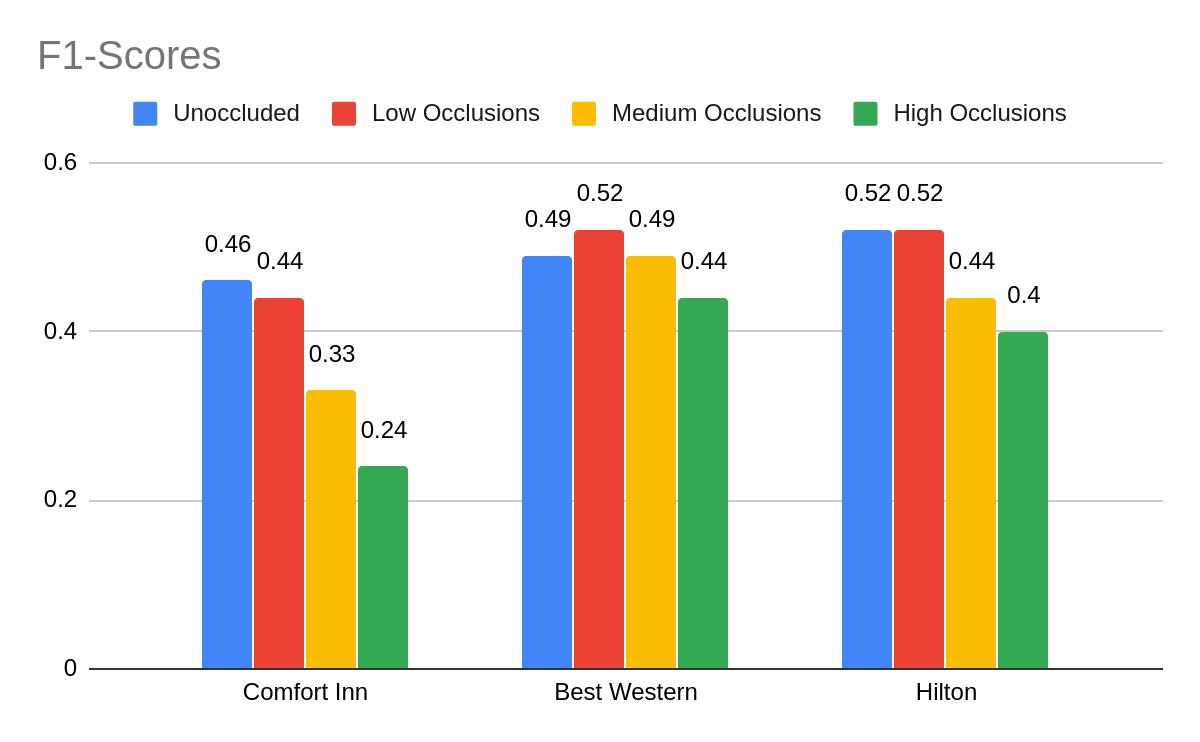 F1-Scores
Unoccluded Low Occlusions Medium Occlusions High Occlusions
0.6
0.4
0.2
0
0.46 0.44 0.33 0.24
0.49 0.52 0.49 0.44
0.52 0.52 0.44 0.4
Comfort Inn Best Western Hilton